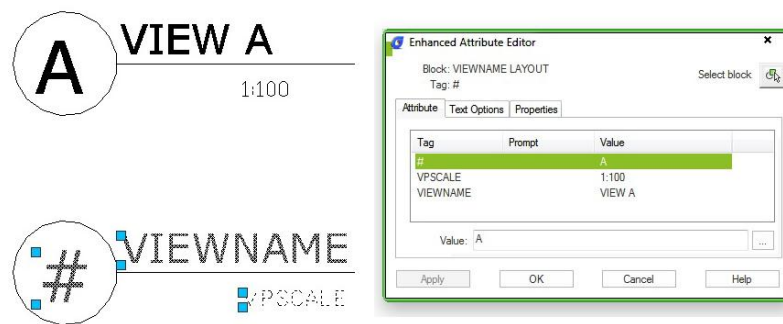 VIEW A
A
1:100
VIEWNAME
#
VPSCALE
Enhanced Attribute Editor
Block: VIEWNAME LAYOUT
Select block
Tag: #
Attribute Text Options Properties
Tag Prompt Value
# A
VPSCALE 1:100
VIEWNAME VIEW A
Value: A
...
Apply OK Cancel Help